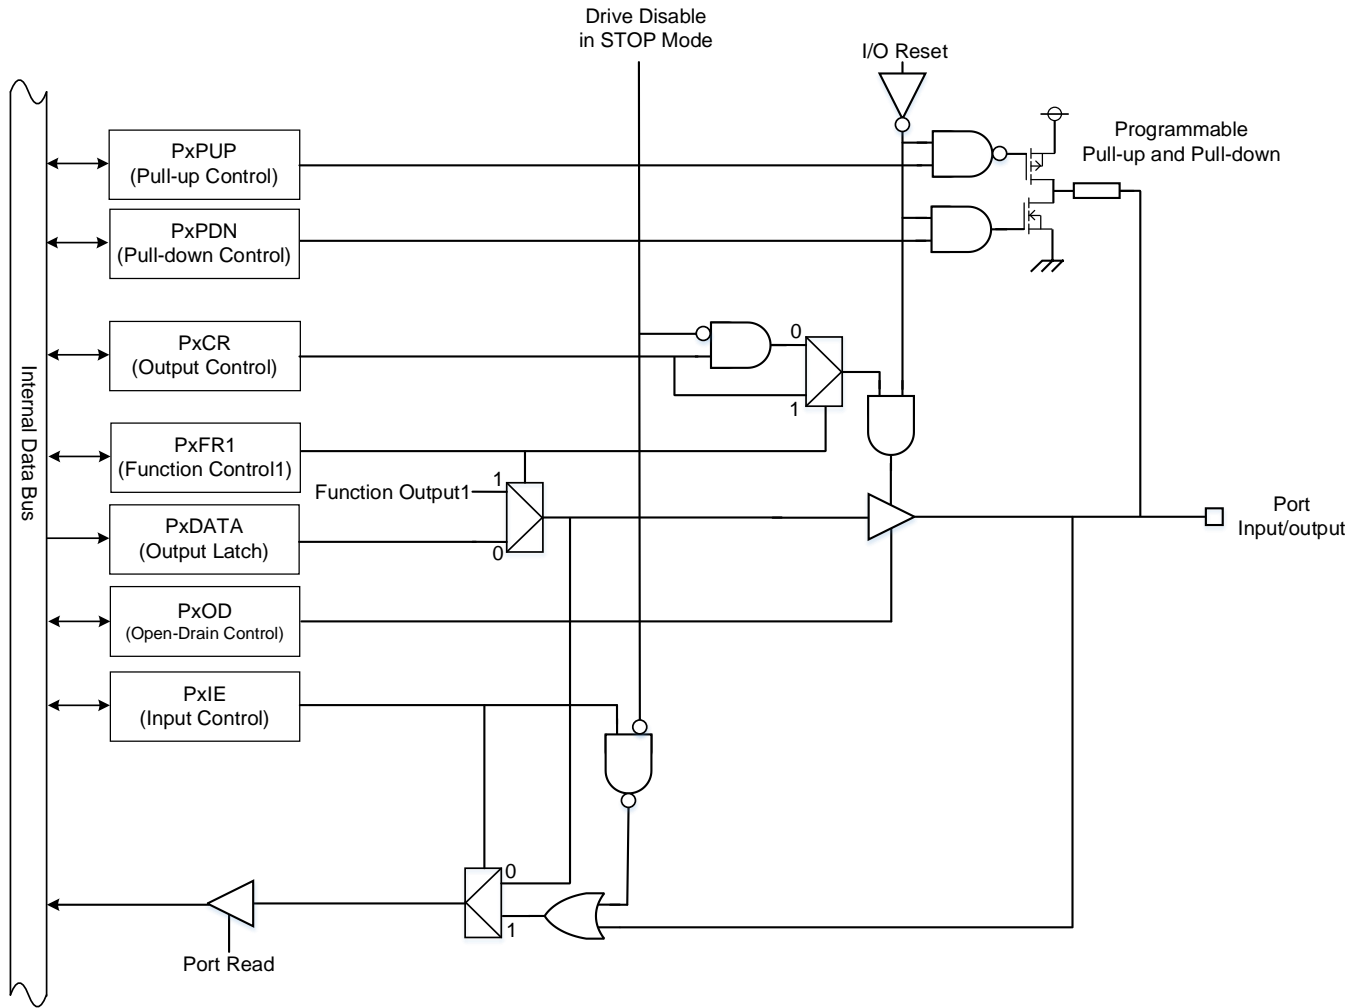 Drive Disable
in STOP Mode
I/O Reset
Programmable
Pull-up and Pull-down
PxPUP
(Pull-up Control)
PxPDN
(Pull-down Control)
PxCR
(Output Control)
0
1
Internal Data Bus
PxFR1
(Function Control1)
Function Output1
1
0
PxDATA
(Output Latch)
Port
Input/output
PxOD
(Open-Drain Control)
PxIE
(Input Control)
0
1
Port Read